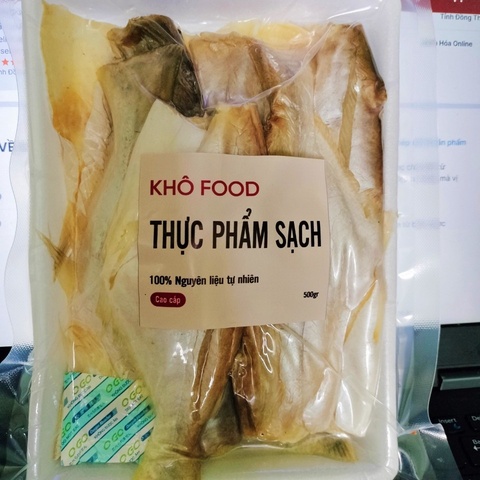 Tỉnh Đồng Th
Hóa Online
KHÔ FOOD
THỰC PHẨM SẠCH
100% Nguyên liệu tự nhiên
Cao cấp
500gr